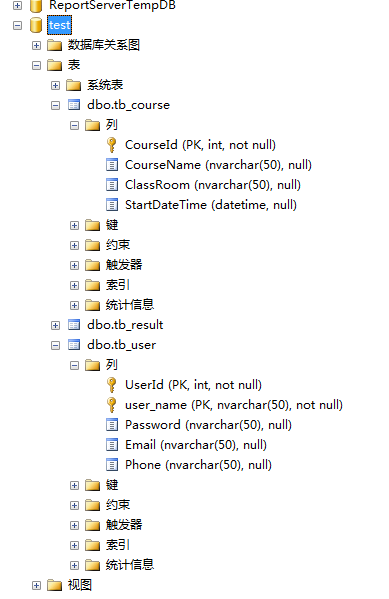 ReportServerTempDB
test
数据库关系图
表
系统表
dbo.tb_course
列
CourseId (PK, int, not null)
CourseName (nvarchar(50), null)
ClassRoom (nvarchar(50), null)
StartDateTime (datetime, null)
键
约束
触发器
索引
统计信息
dbo.tb_result
dbo.tb_user
列
UserId (PK, int, not null)
user_name (PK, nvarchar(50), not null)
Password (nvarchar(50), null)
Email (nvarchar(50), null)
Phone (nvarchar(50), null)
键
约束
触发器
索引
统计信息
视图